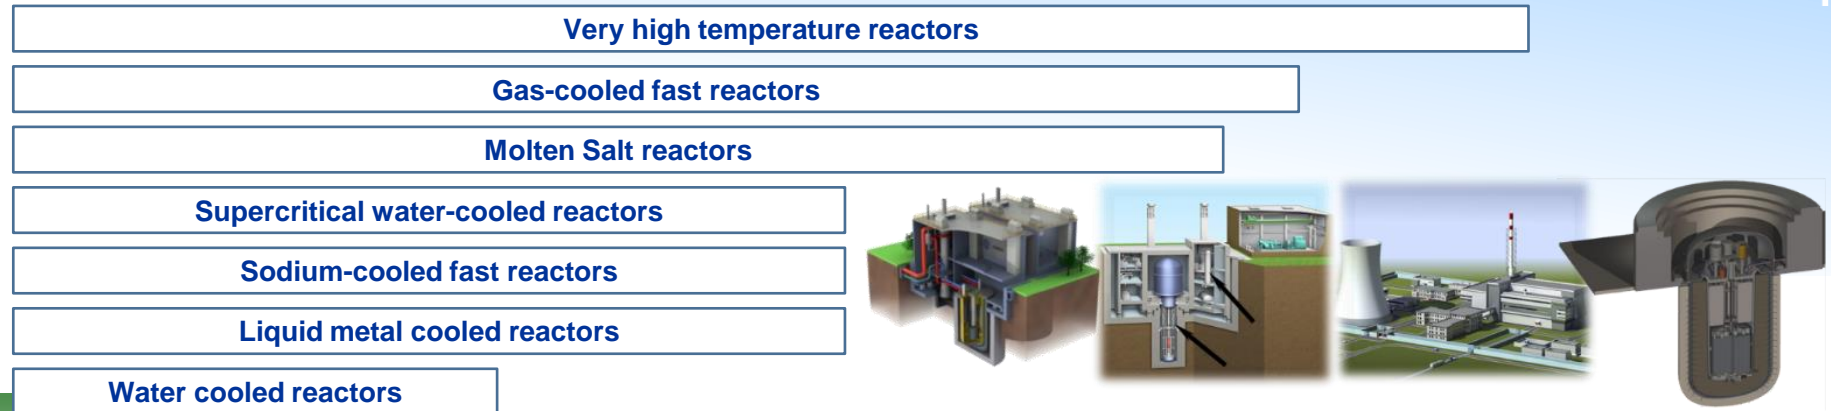 Very high temperature reactors
Gas-cooled fast reactors
Molten Salt reactors
Supercritical water-cooled reactors
Sodium-cooled fast reactors
Liquid metal cooled reactors
Water cooled reactors